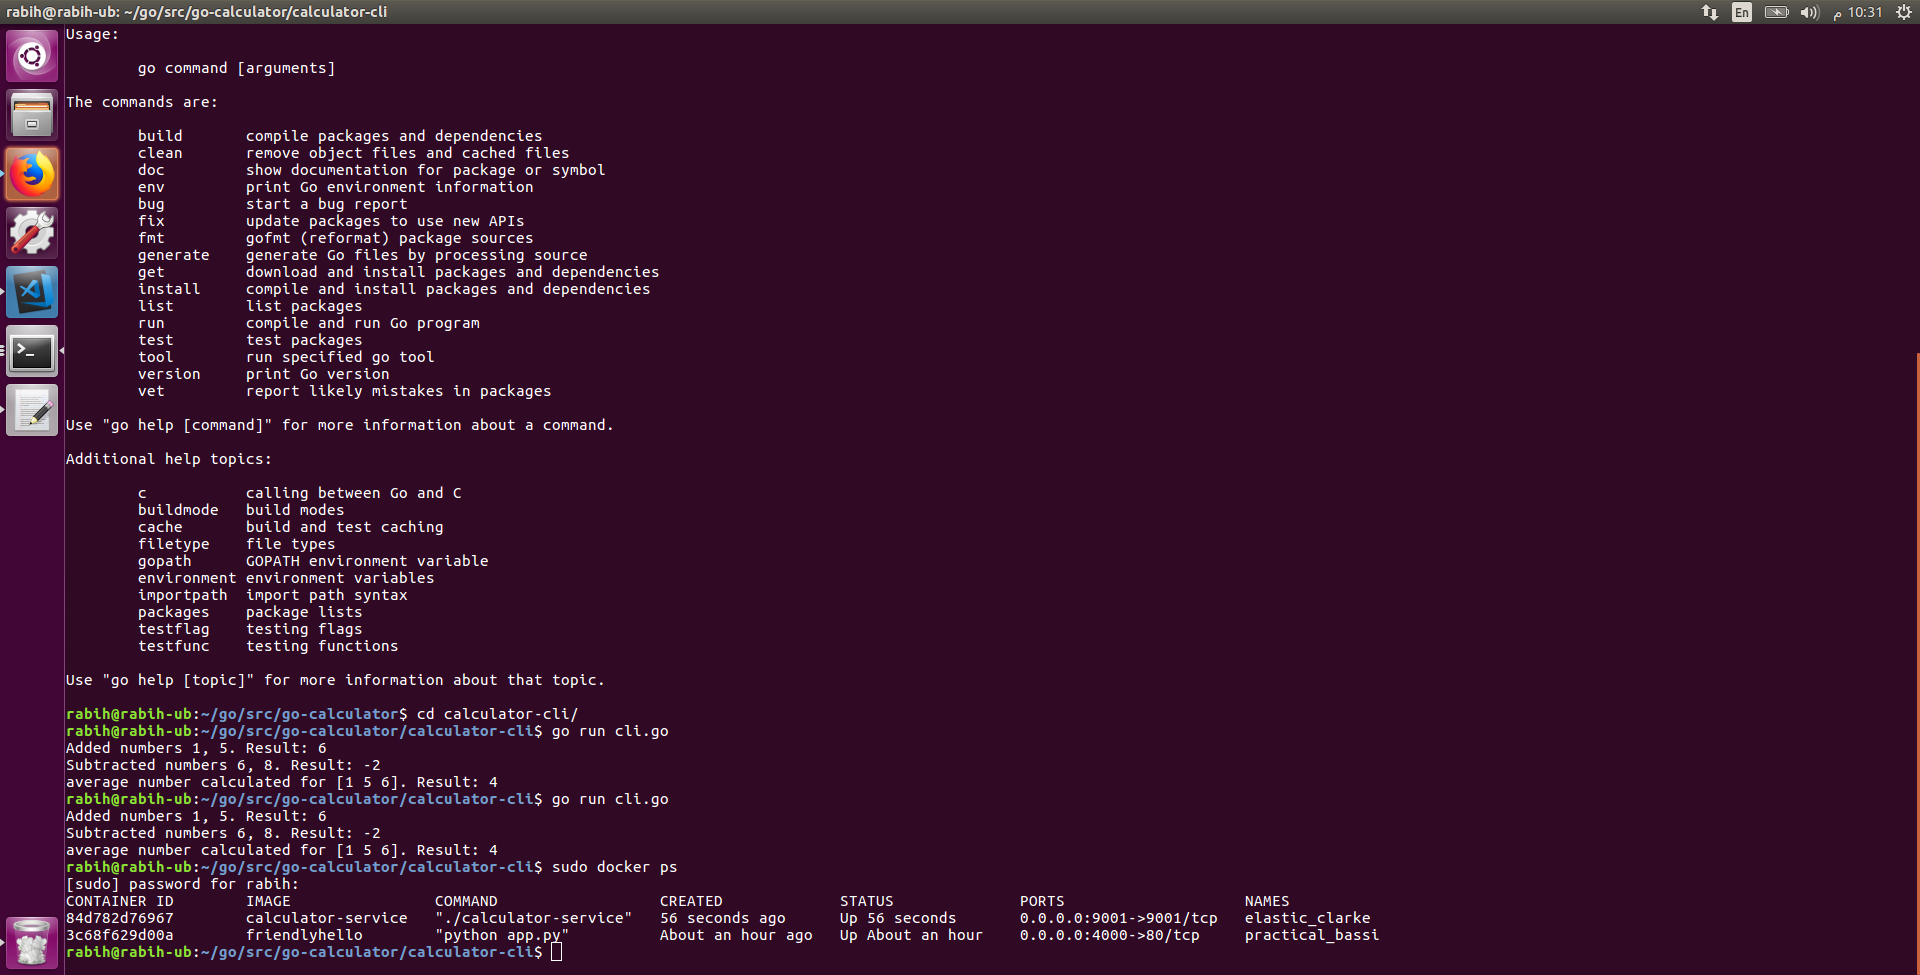 rabih@rabih-ub: ~/go/src/go-calculator/calculator-cli
En
م 10:31
Usage:
go command [arguments]
The commands are:
build compile packages and dependencies
clean remove object files and cached files
doc show documentation for package or symbol
env print Go environment information
bug start a bug report
fix update packages to use new APIs
fmt gofmt (reformat) package sources
generate generate Go files by processing source
get download and install packages and dependencies
install compile and install packages and dependencies
list list packages
run compile and run Go program
test test packages
tool run specified go tool
version print Go version
vet report likely mistakes in packages
Use "go help [command]" for more information about a command.
Additional help topics:
c calling between Go and C
buildmode build modes
cache build and test caching
filetype file types
gopath GOPATH environment variable
environment environment variables
importpath import path syntax
packages package lists
testflag testing flags
testfunc testing functions
Use "go help [topic]" for more information about that topic.
rabih@rabih-ub:~/go/src/go-calculator$ cd calculator-cli/
rabih@rabih-ub:~/go/src/go-calculator/calculator-cli$ go run cli.go
Added numbers 1, 5. Result: 6
Subtracted numbers 6, 8. Result: -2
average number calculated for [1 5 6]. Result: 4
rabih@rabih-ub:~/go/src/go-calculator/calculator-cli$ go run cli.go
Added numbers 1, 5. Result: 6
Subtracted numbers 6, 8. Result: -2
average number calculated for [1 5 6]. Result: 4
rabih@rabih-ub:~/go/src/go-calculator/calculator-cli$ sudo docker ps
[sudo] password for rabih:
CONTAINER ID IMAGE COMMAND CREATED STATUS PORTS NAMES
84d782d76967 calculator-service "./calculator-service" 56 seconds ago Up 56 seconds 0.0.0.0:9001->9001/tcp elastic_clarke
3c68f629d00a friendlyhello "python app.py" About an hour ago Up About an hour 0.0.0.0:4000->80/tcp practical_bassi
rabih@rabih-ub:~/go/src/go-calculator/calculator-cli$